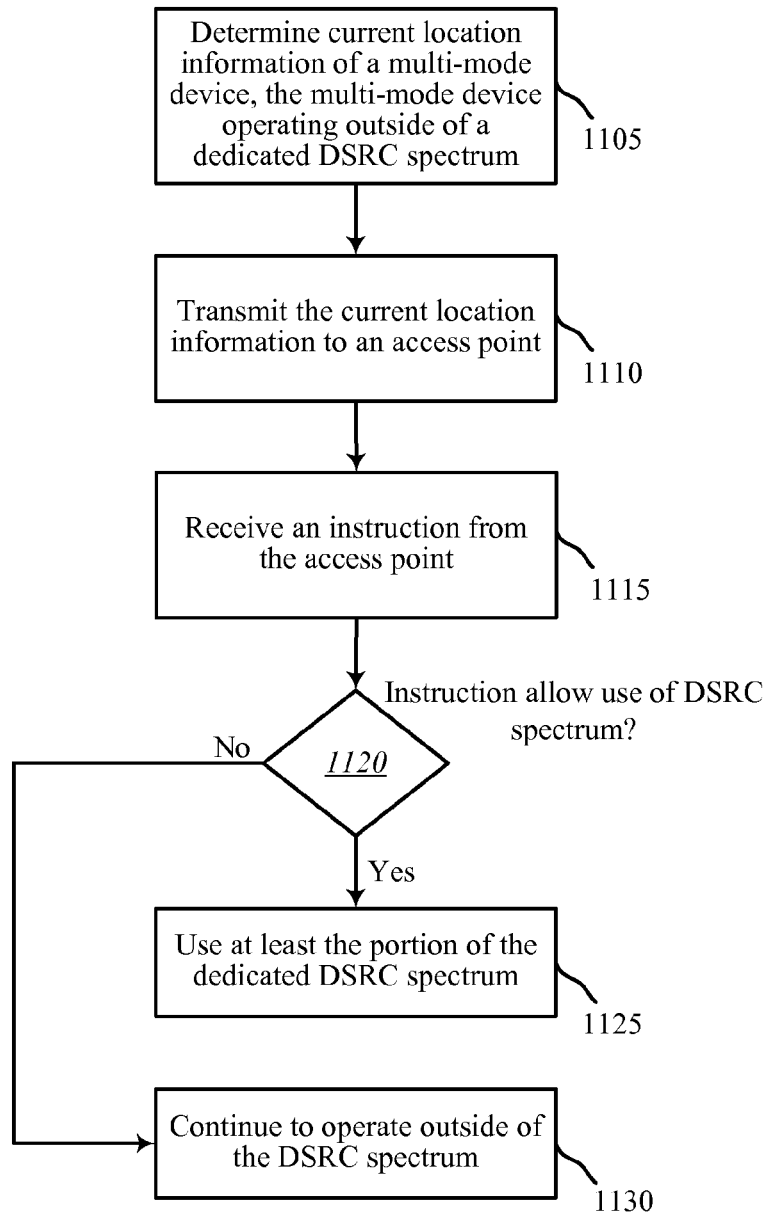 Determine current location
information of a multi-mode
device, the multi-mode device
operating outside of a
dedicated DSRC spectrum
1105
Transmit the current location
information to an access point
1110
Receive an instruction from
the access point
1115
Instruction allow use of DSRC
spectrum?
No
1120
Yes
Use at least the portion of the
dedicated DSRC spectrum
1125
Continue to operate outside of
the DSRC spectrum
1130